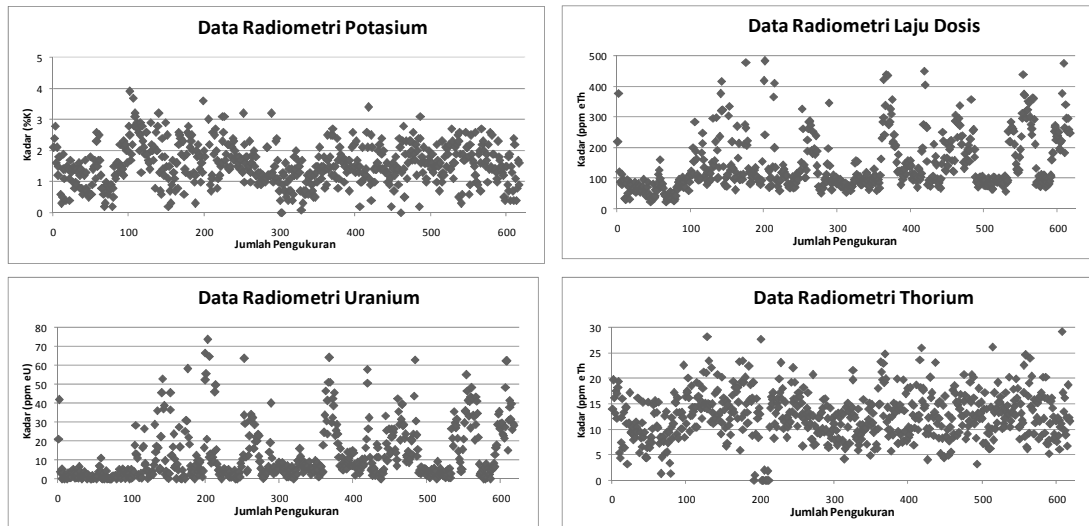 Data Radiometri Potasium
Kadar (%K)
5
4
3
2
1
0
0 100 200 300 400 500 600
Jumlah Pengukuran
Data Radiometri Laju Dosis
Kadar (ppm eTh
500
400
300
200
100
0
0 100 200 300 400 500 600
Jumlah Pengukuran
Data Radiometri Uranium
Kadar (ppm eU)
80
70
60
50
40
30
20
10
0
0 100 200 300 400 500 600
Jumlah Pengukuran
Data Radiometri Thorium
Kadar (ppm eTh
30
25
20
15
10
5
0
0 100 200 300 400 500 600
Jumlah Pengukuran